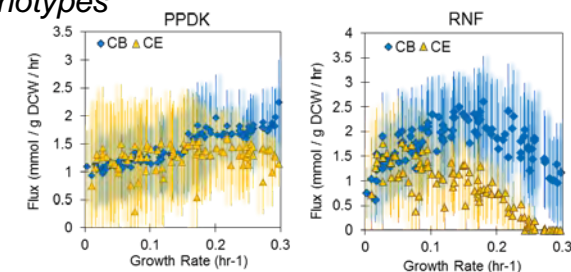 notypes
PPDK
RNF
CB CE
CB CE
Flux (mmol / g DCW / hr)
3.5
3
2.5
2
1.5
1
0.5
0
0 0.1 0.2 0.3
Growth Rate (hr-1)
Flux (mmol / g DCW / hr)
4
3.5
3
2.5
2
1.5
1
0.5
0
0 0.1 0.2 0.3
Growth Rate (hr-1)